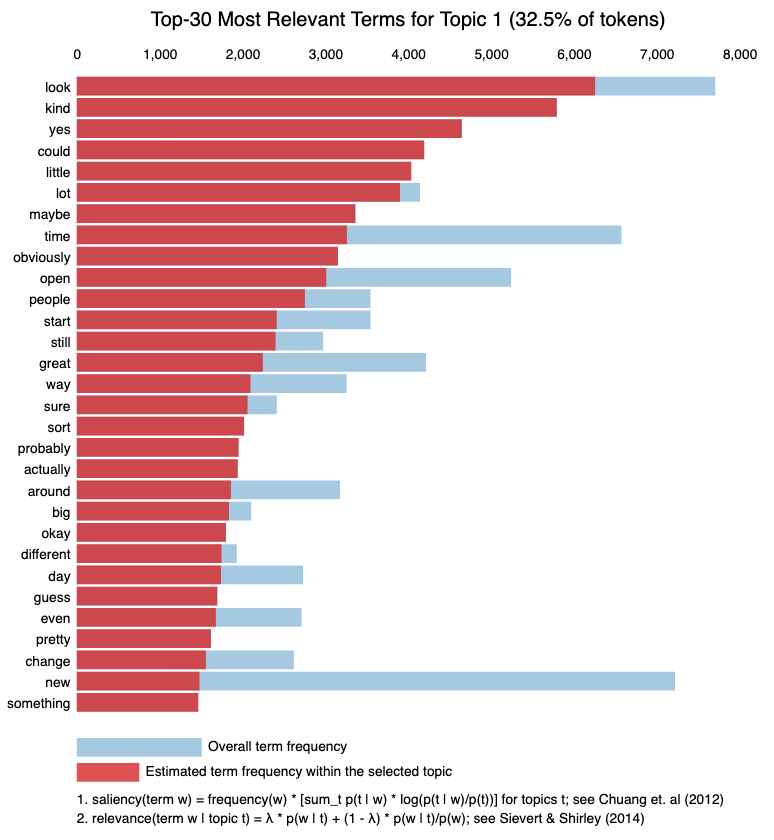 Top-30 Most Relevant Terms for Topic 1 (32.5% of tokens)
0 1,000 2,000 3,000 4,000 5,000 6,000 7,000 8,000
look
kind
yes
could
little
lot
maybe
time
obviously
open
people
start
still
great
way
sure
sort
probably
actually
around
big
okay
different
day
guess
even
pretty
change
new
something
Overall term frequency
Estimated term frequency within the selected topic
1. saliency(term w) = frequency(w) * [sum_t p(t | w) * log(p(t | w)/p(t))] for topics t; see Chuang et. al (2012)
2. relevance(term w | topic t) = λ * p(w | t) + (1 - λ) * p(w | t)/p(w); see Sievert & Shirley (2014)